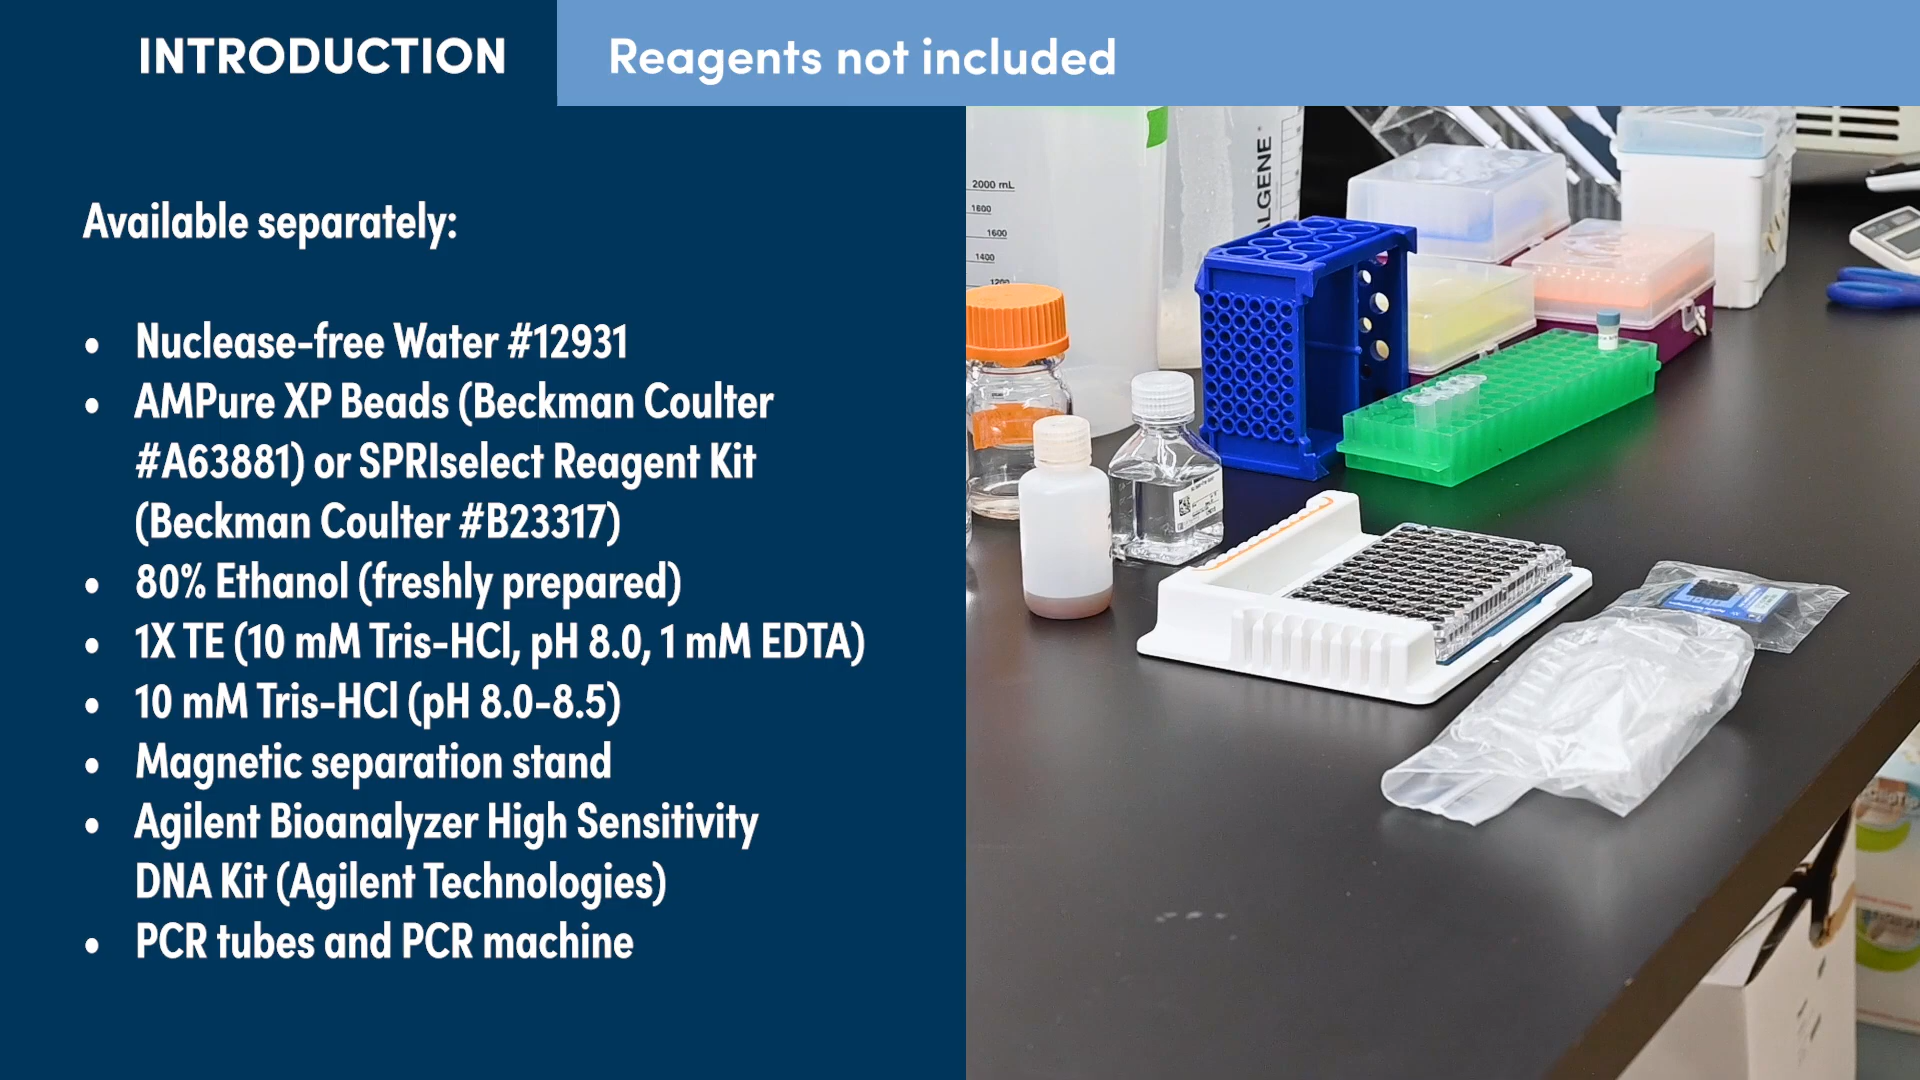 INTRODUCTION
Reagents not included
Available separately:
• Nuclease-free Water #12931
• AMPure XP Beads (Beckman Coulter
#A63881) or SPRIselect Reagent Kit
(Beckman Coulter #B23317)
• 80% Ethanol (freshly prepared)
• 1X TE (10 mM Tris-HCl, pH 8.0, 1 mM EDTA)
• 10 mM Tris-HCl (pH 8.0-8.5)
• Magnetic separation stand
• Agilent Bioanalyzer High Sensitivity
DNA Kit (Agilent Technologies)
• PCR tubes and PCR machine
2000 mL
1600
1400
1200
ALGENE